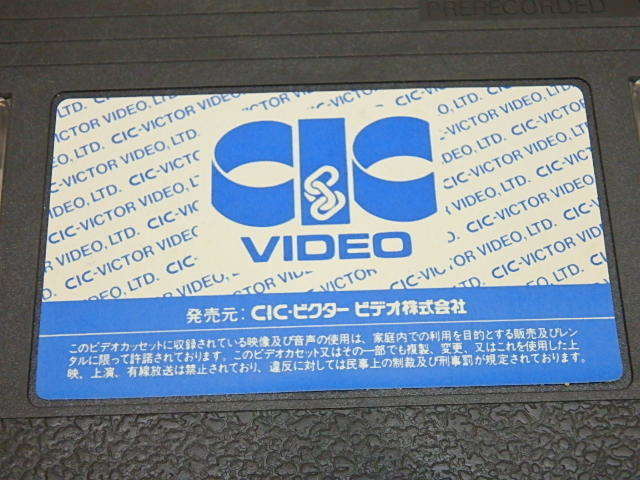 PRERECORDED
CIC-VICTOR VIDEO, LTD.
CIC
VIDEO
発売元：CIC・ビクター ビデオ株式会社
このビデオカッセットに収録されている映像及び音声の使用は、家庭内での利用を目的とする販売及びレン
タルに限って許諾されております。このビデオカセット又はその一部でも複製、変更、又はこれを使用した上
映、上演、有線放送は禁止されており、違反に対しては民事上の制裁及び刑事罰が規定されております。